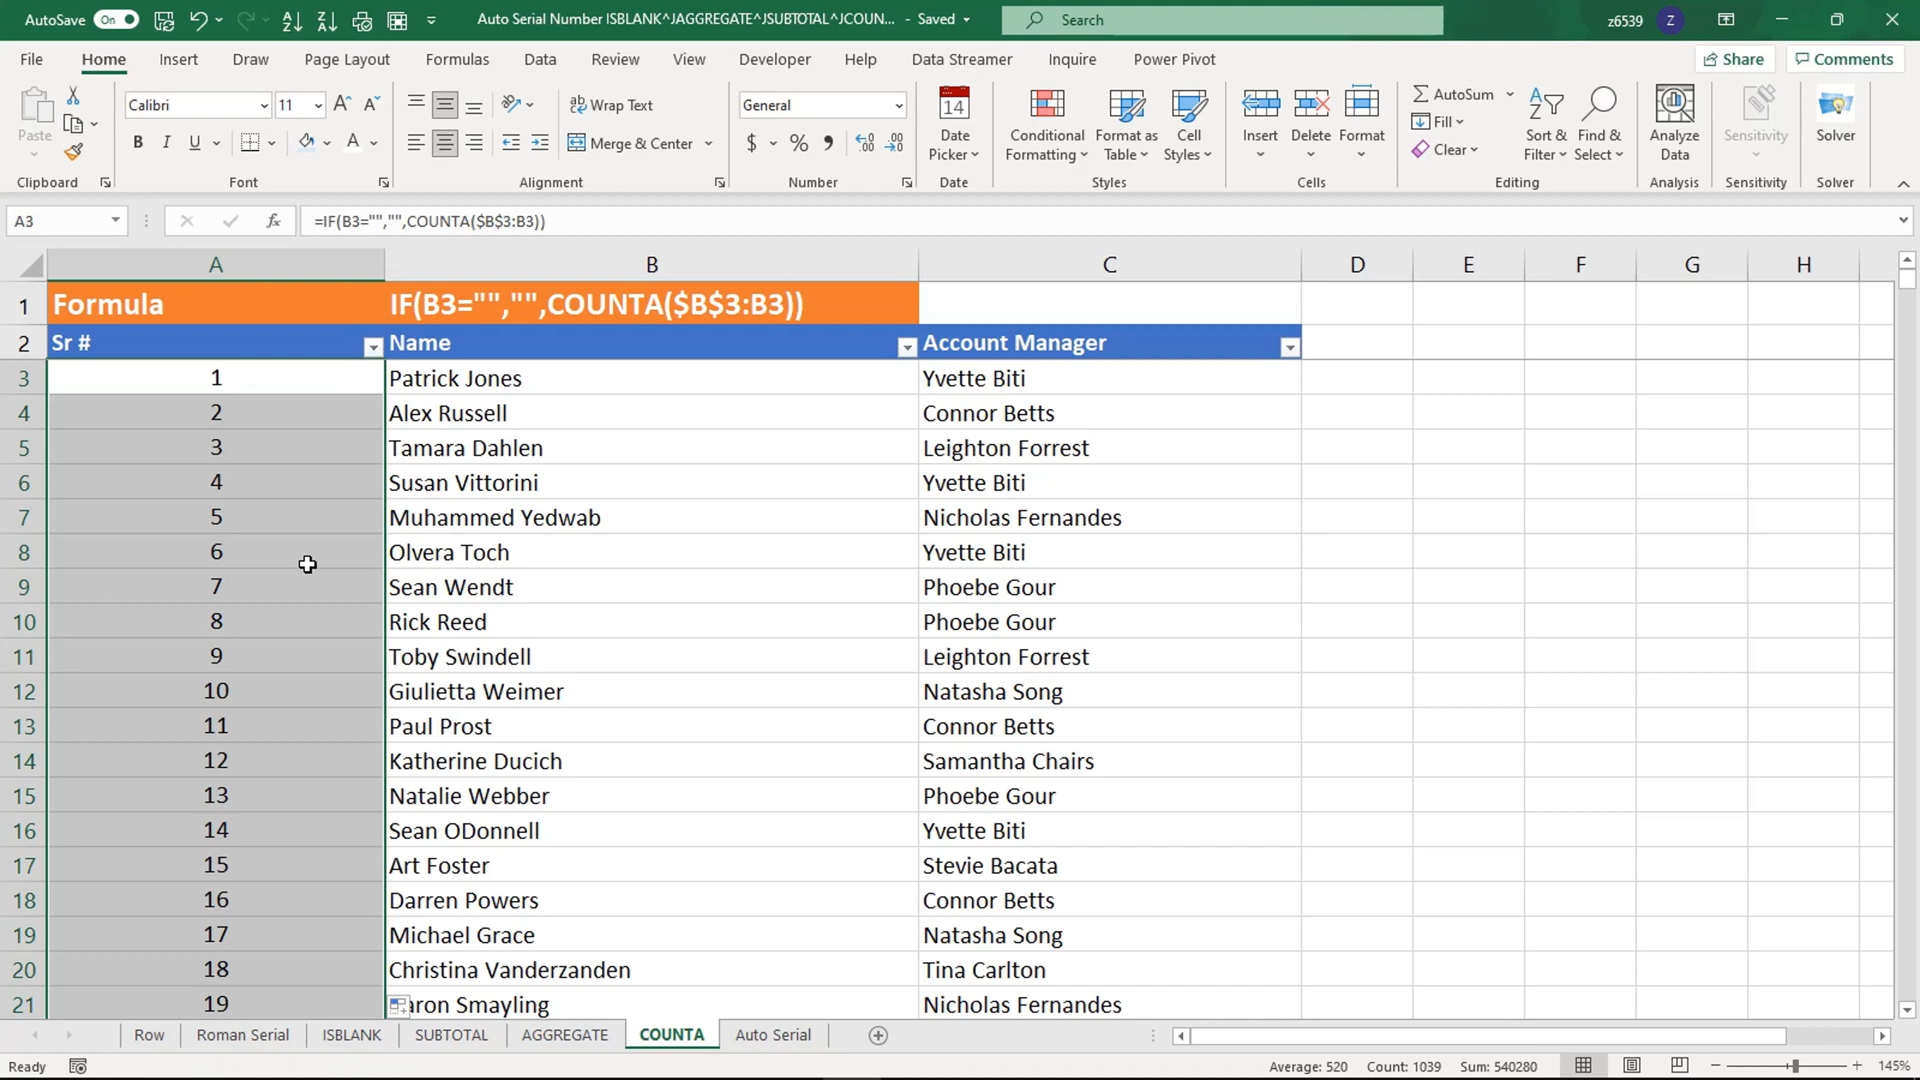 AutoSave On Auto Serial Number ISBLANK^JAGGREGATE^JSUBTOTAL^JCOUN... - Saved Search z6539 Z
File Home Insert Draw Page Layout Formulas Data Review View Developer Help Data Streamer Inquire Power Pivot Share Comments
Paste Calibri 11 Wrap Text General 14 Date Picker Conditional Formatting Format as Table Cell Styles Insert Delete Format AutoSum Sort & Filter Find & Select Analyze Data Sensitivity Solver
B I U A Merge & Center $ % Fill
Clear
Clipboard Font Alignment Number Date Styles Cells Editing Analysis Sensitivity Solver
A3 fx =IF(B3="","",COUNTA($B$3:B3))
A B C D E F G H
1 Formula IF(B3="","",COUNTA($B$3:B3))
2 Sr # Name Account Manager
3 1 Patrick Jones Yvette Biti
4 2 Alex Russell Connor Betts
5 3 Tamara Dahlen Leighton Forrest
6 4 Susan Vittorini Yvette Biti
7 5 Muhammed Yedwab Nicholas Fernandes
8 6 Olvera Toch Yvette Biti
9 7 Sean Wendt Phoebe Gour
10 8 Rick Reed Phoebe Gour
11 9 Toby Swindell Leighton Forrest
12 10 Giulietta Weimer Natasha Song
13 11 Paul Prost Connor Betts
14 12 Katherine Ducich Samantha Chairs
15 13 Natalie Webber Phoebe Gour
16 14 Sean ODonnell Yvette Biti
17 15 Art Foster Stevie Bacata
18 16 Darren Powers Connor Betts
19 17 Michael Grace Natasha Song
20 18 Christina Vanderzanden Tina Carlton
21 19 Smayling Nicholas Fernandes
Row Roman Serial ISBLANK SUBTOTAL AGGREGATE COUNTA Auto Serial
Ready Average: 520 Count: 1039 Sum: 540280 145%